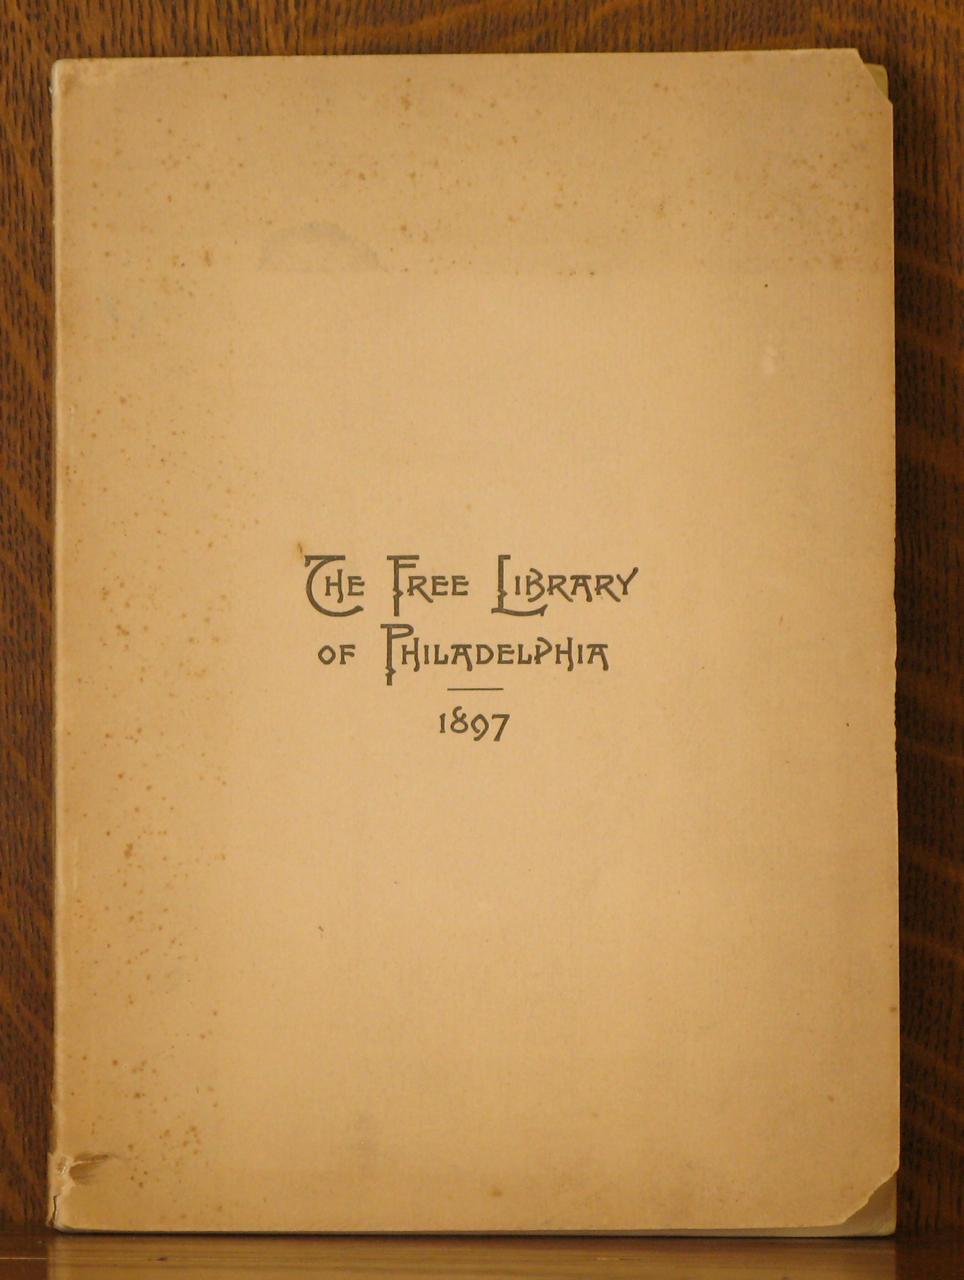 The Free Library
of Philadelphia
1897